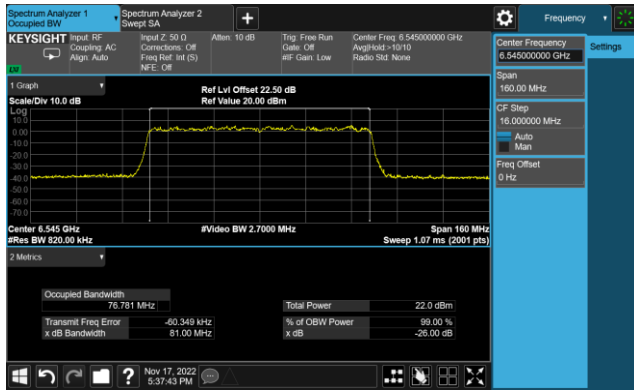 Spectrum Analyzer 1
Occupied BW
Spectrum Analyzer 2
Swept SA
+
Frequency
KEYSIGHT
Input: RF
Coupling: AC
Align: Auto
Input Z: 50 Ω
Corrections: Off
Freq Ref: Int (S)
NFE: Off
Atten: 10 dB
Trig: Free Run
Gate: Off
#IF Gain: Low
Center Freq: 6.545000000 GHz
Avg|Hold:>10/10
Radio Std: None
Center Frequency
6.545000000 GHz
Settings
Span
160.00 MHz
CF Step
16.000000 MHz
Auto
Man
Freq Offset
0 Hz
1 Graph
Scale/Div 10.0 dB
Ref Lvl Offset 22.50 dB
Ref Value 20.00 dBm
Log
10.0
0.00
-10.0
-20.0
-30.0
-40.0
-50.0
-60.0
-70.0
Center 6.545 GHz
#Res BW 820.00 kHz
#Video BW 2.7000 MHz
Span 160 MHz
Sweep 1.07 ms (2001 pts)
2 Metrics
Occupied Bandwidth
76.781 MHz
Total Power
22.0 dBm
Transmit Freq Error
-60.349 kHz
% of OBW Power
99.00 %
x dB Bandwidth
81.00 MHz
x dB
-26.00 dB
?
Nov 17, 2022
5:37:43 PM